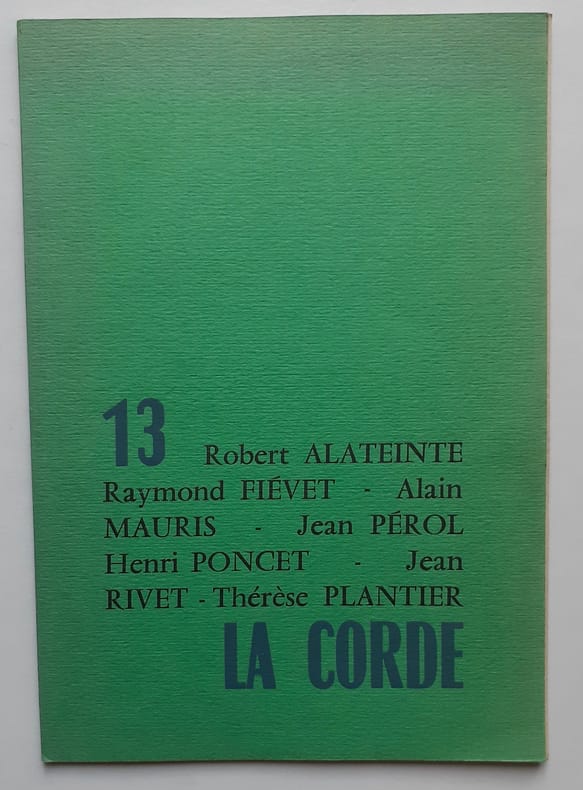 13 Robert ALATEINTE
Raymond FIÉVET - Alain
MAURIS - Jean PÉROL
Henri PONCET - Jean
RIVET - Thérèse PLANTIER
LA CORDE